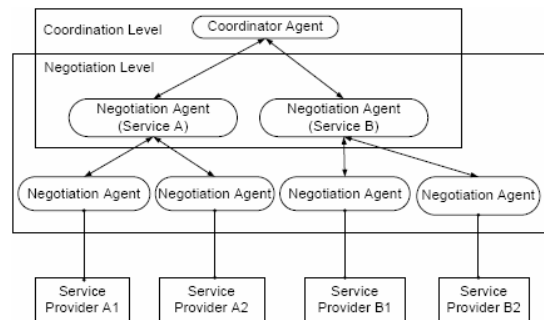 Coordination Level
Coordinator Agent
Negotiation Level
Negotiation Agent
(Service A)
Negotiation Agent
(Service B)
Negotiation Agent
Negotiation Agent
Negotiation Agent
Negotiation Agent
Service
Provider A1
Service
Provider A2
Service
Provider B1
Service
Provider B2